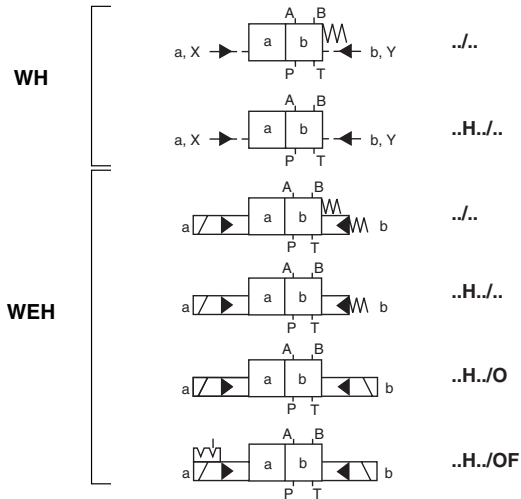 WH
A B
a, X a b b, Y ../..
P T
A B
a, X a b b, Y ..H../..
P T
WEH
A B
a a b b ../..
P T
A B
a a b b ..H../..
P T
A B
a a b b ..H../O
P T
A B
a a b b ..H../OF
P T